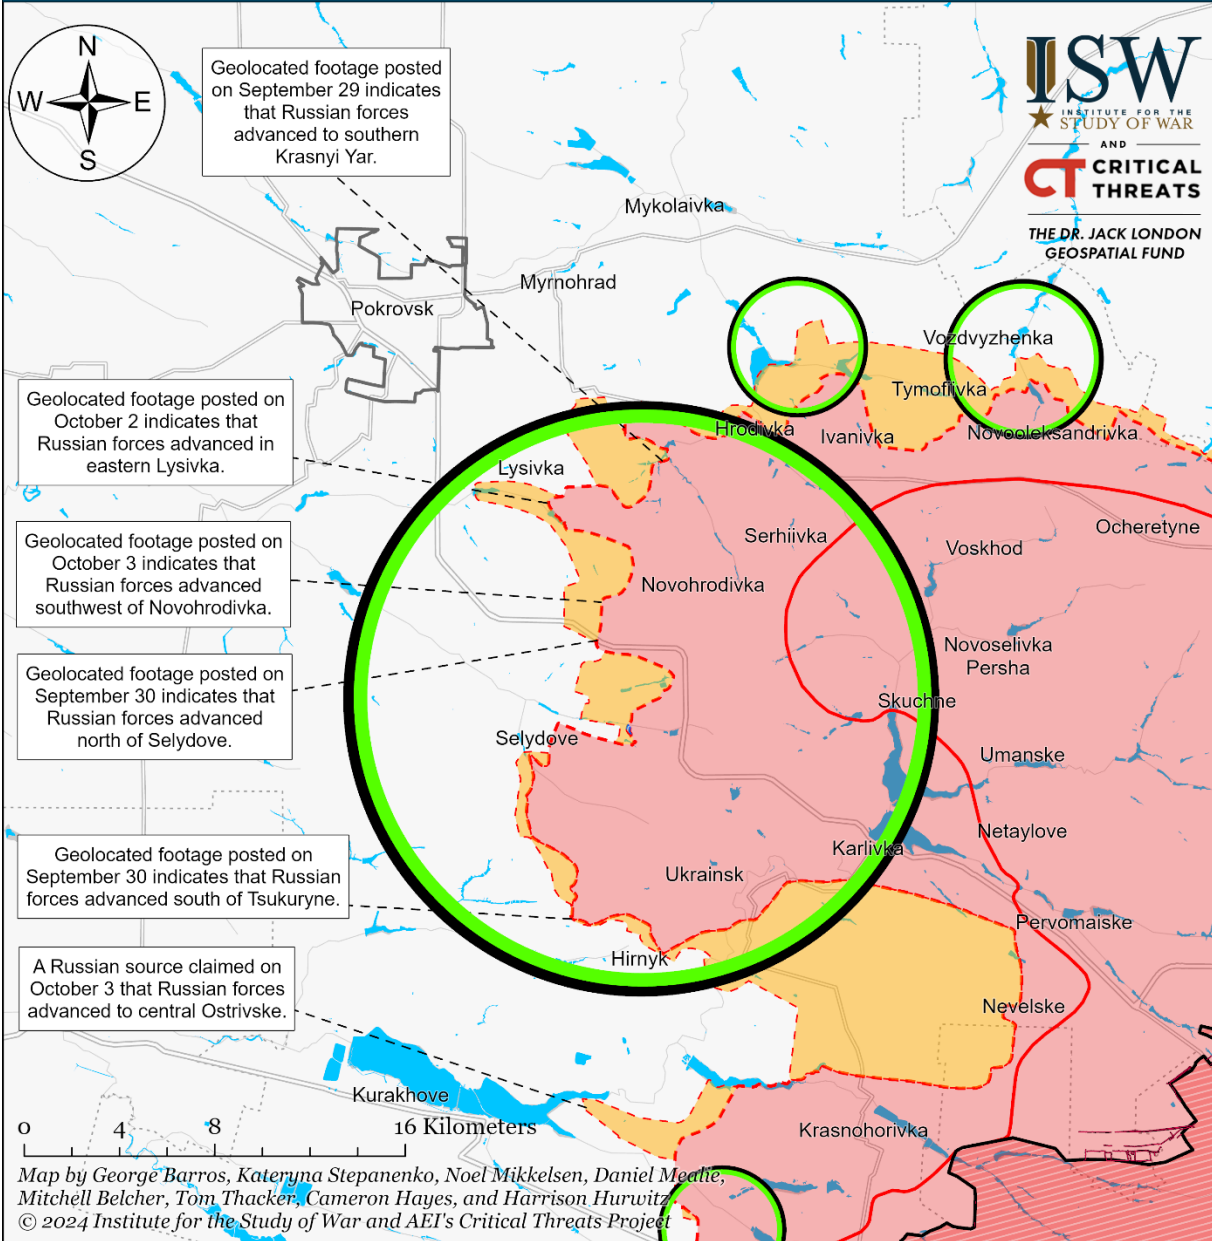 N
W
E
S
Geolocated footage posted
on September 29 indicates
that Russian forces
advanced to southern
Krasnyi Yar.
ISW
INSTITUTE FOR THE
STUDY OF WAR
AND
CT CRITICAL
THREATS
THE DR. JACK LONDON
GEOSPATIAL FUND
Mykolaivka
Myrnohrad
Pokrovsk
Vozdvyzhenka
Tymofiivka
Geolocated footage posted on
October 2 indicates that
Russian forces advanced in
eastern Lysivka.
Hrodivka
Ivanivka
Novooleksandrivka
Lysivka
Serhiivka
Ocheretyne
Voskhod
Geolocated footage posted on
October 3 indicates that
Russian forces advanced
southwest of Novohrodivka.
Novohrodivka
Novoselivka
Persha
Geolocated footage posted on
September 30 indicates that
Russian forces advanced
north of Selydove.
Skuchne
Selydove
Umanske
Netaylove
Karlivka
Geolocated footage posted on
September 30 indicates that Russian
forces advanced south of Tsukuryne.
Ukrainsk
Pervomaiske
Hirnyk
A Russian source claimed on
October 3 that Russian forces
advanced to central Ostrivske.
Nevelske
Kurakhove
Krasnohorivka
0 4 8 16 Kilometers
Map by George Barros, Kateryna Stepanenko, Noel Mikkelsen, Daniel Mealie,
Mitchell Belcher, Tom Thacker, Cameron Hayes, and Harrison Hurwitz
© 2024 Institute for the Study of War and AEI's Critical Threats Project